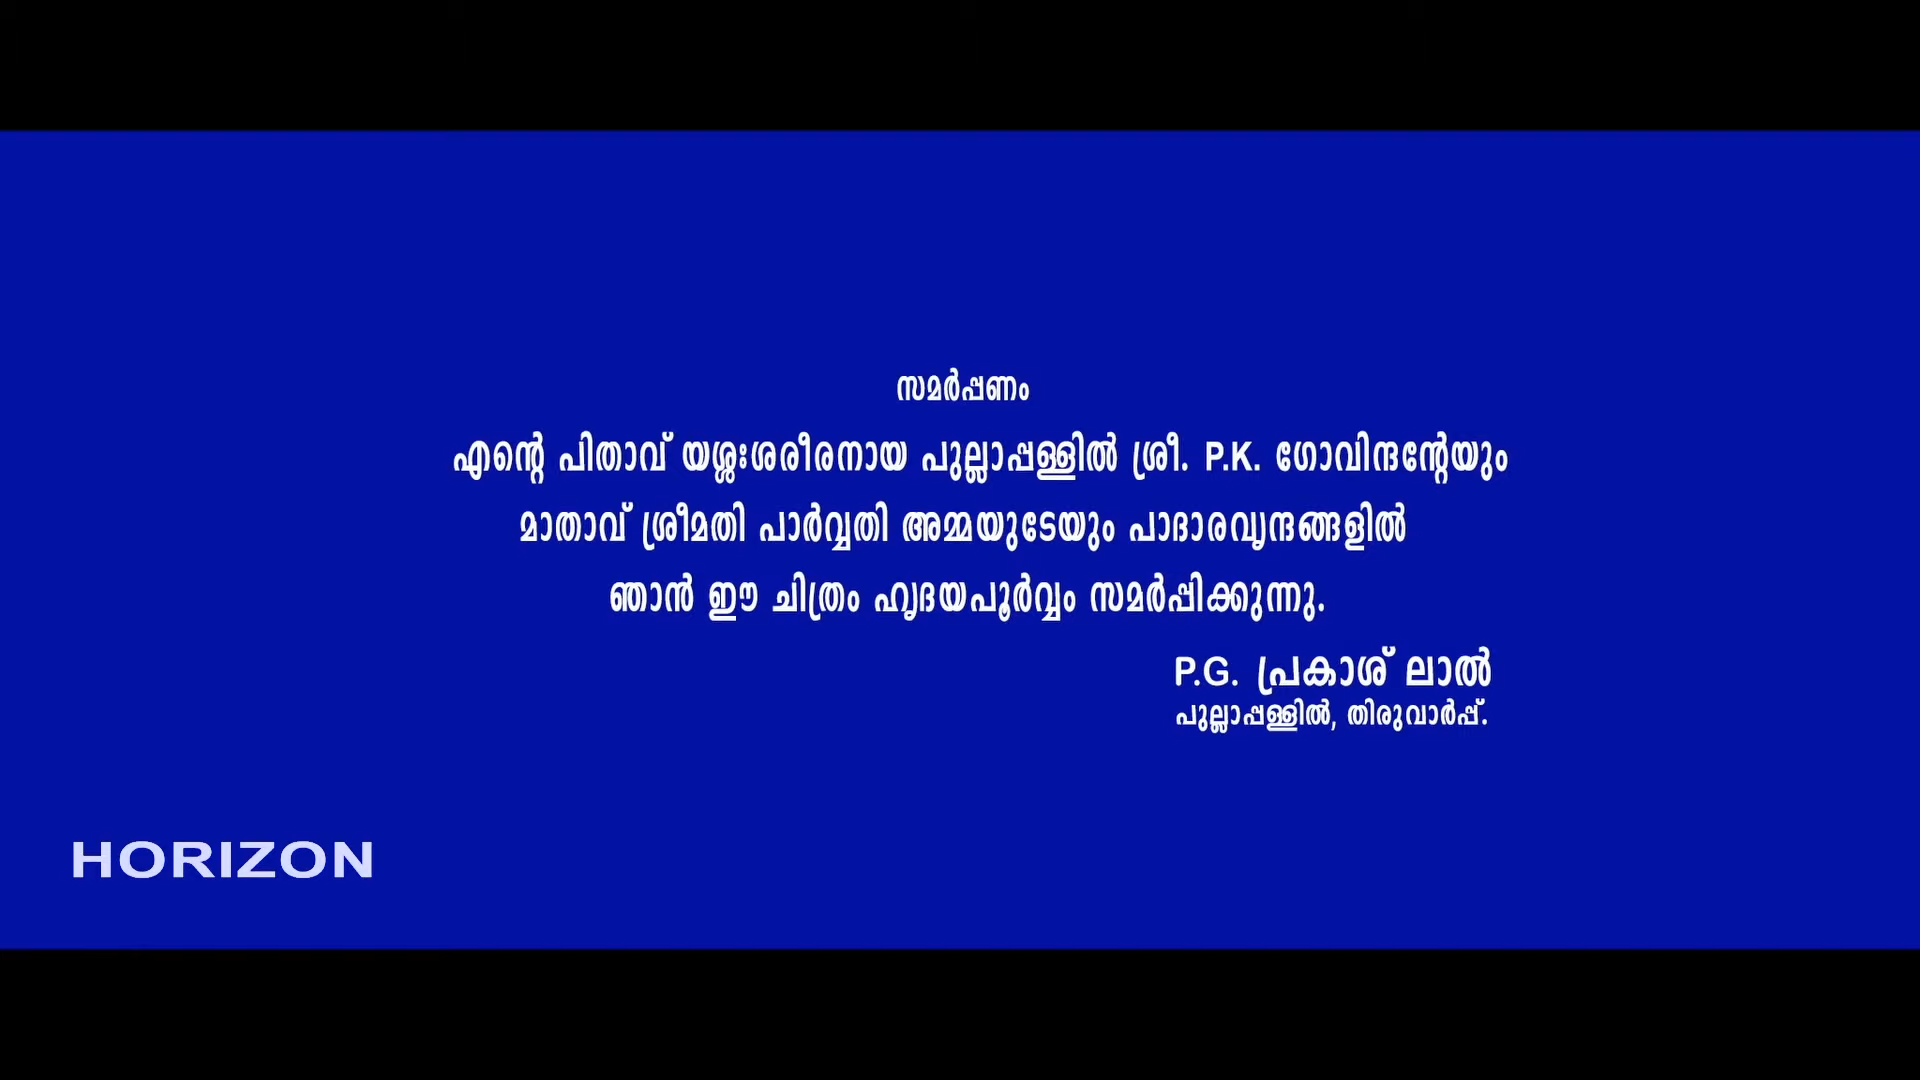 സമർപ്പണം
എന്റെ പിതാവ് യശ്ശഃശരീരനായ പുല്ലാപ്പള്ളിൽ ശ്രീ. P.K. ഗോവിന്ദന്റേയും
മാതാവ് ശ്രീമതി പാർവ്വതി അമ്മയുടേയും പാദാരവൃന്ദങ്ങളിൽ
ഞാൻ ഈ ചിത്രം ഹൃദയപൂർവ്വം സമർപ്പിക്കുന്നു.
P.G. പ്രകാശ് ലാൽ
പുല്ലാപ്പള്ളിൽ, തിരുവാർപ്പ്.
HORIZON